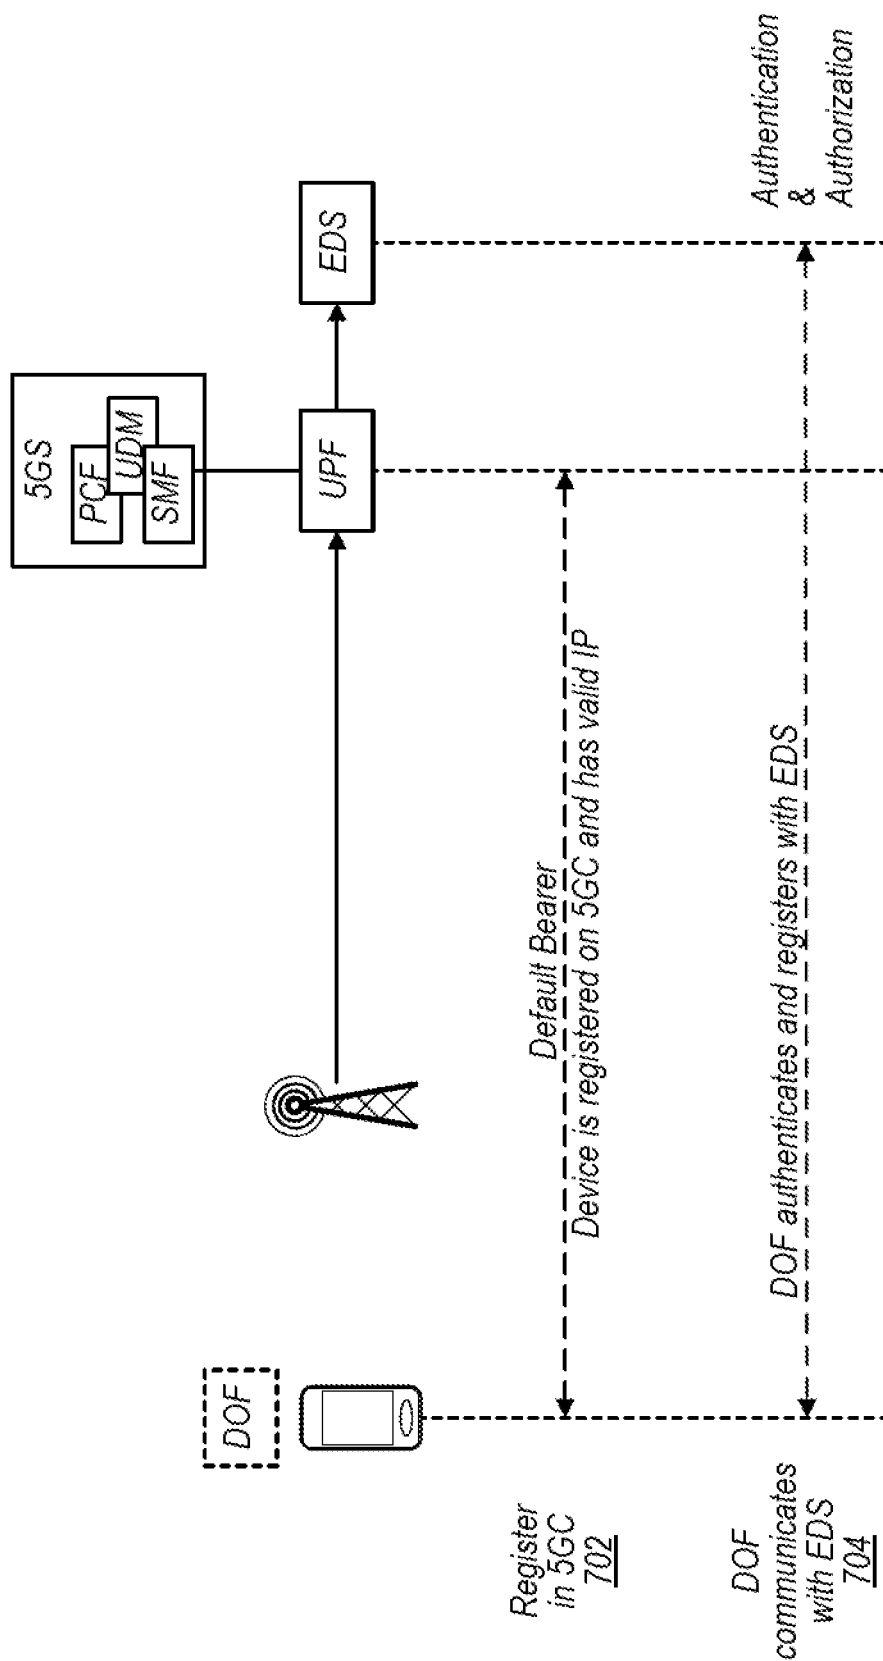 DOF
5GS
PCF
UDM
SMF
UPF
EDS
Register
in 5GC
702
Default Bearer
Device is registered on 5GC and has valid IP
DOF
communicates
with EDS
704
DOF authenticates and registers with EDS
Authentication
&
Authorization